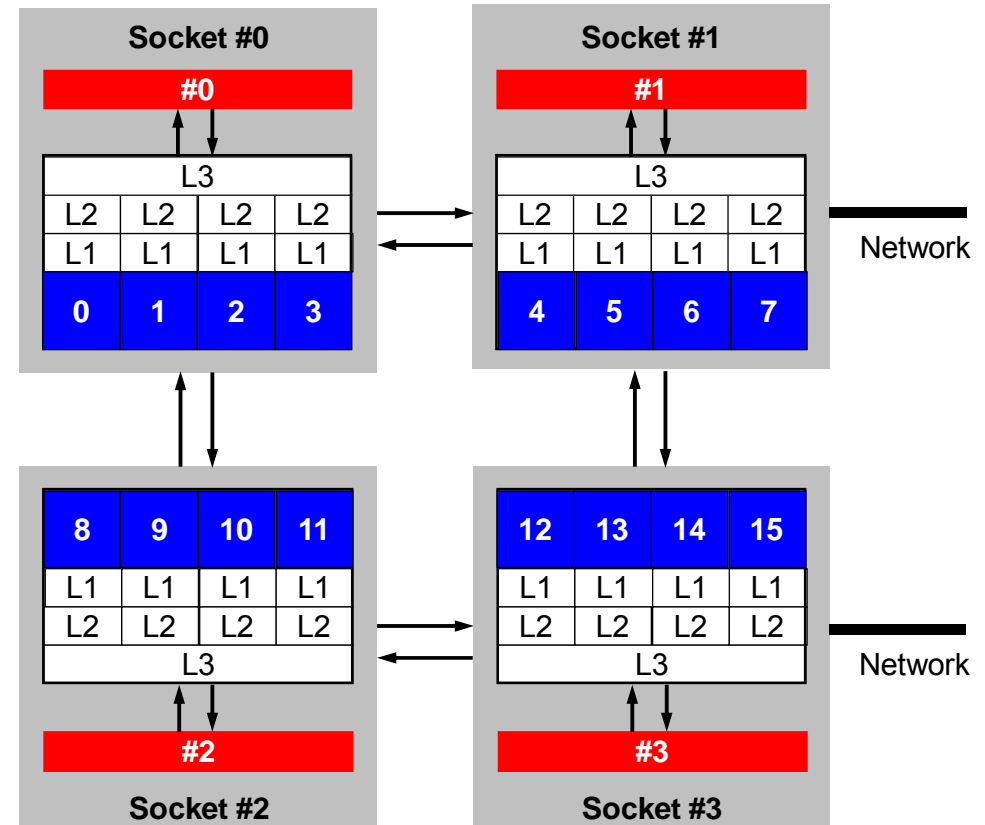 Socket #0
Socket #1
#0
#1
L3
L3
L2 L2 L2 L2
L2 L2 L2 L2
L1 L1 L1 L1
L1 L1 L1 L1
Network
0 1 2 3
4 5 6 7
8 9 10 11
12 13 14 15
L1 L1 L1 L1
L1 L1 L1 L1
L2 L2 L2 L2
L2 L2 L2 L2
L3
L3
Network
#2
#3
Socket #2
Socket #3